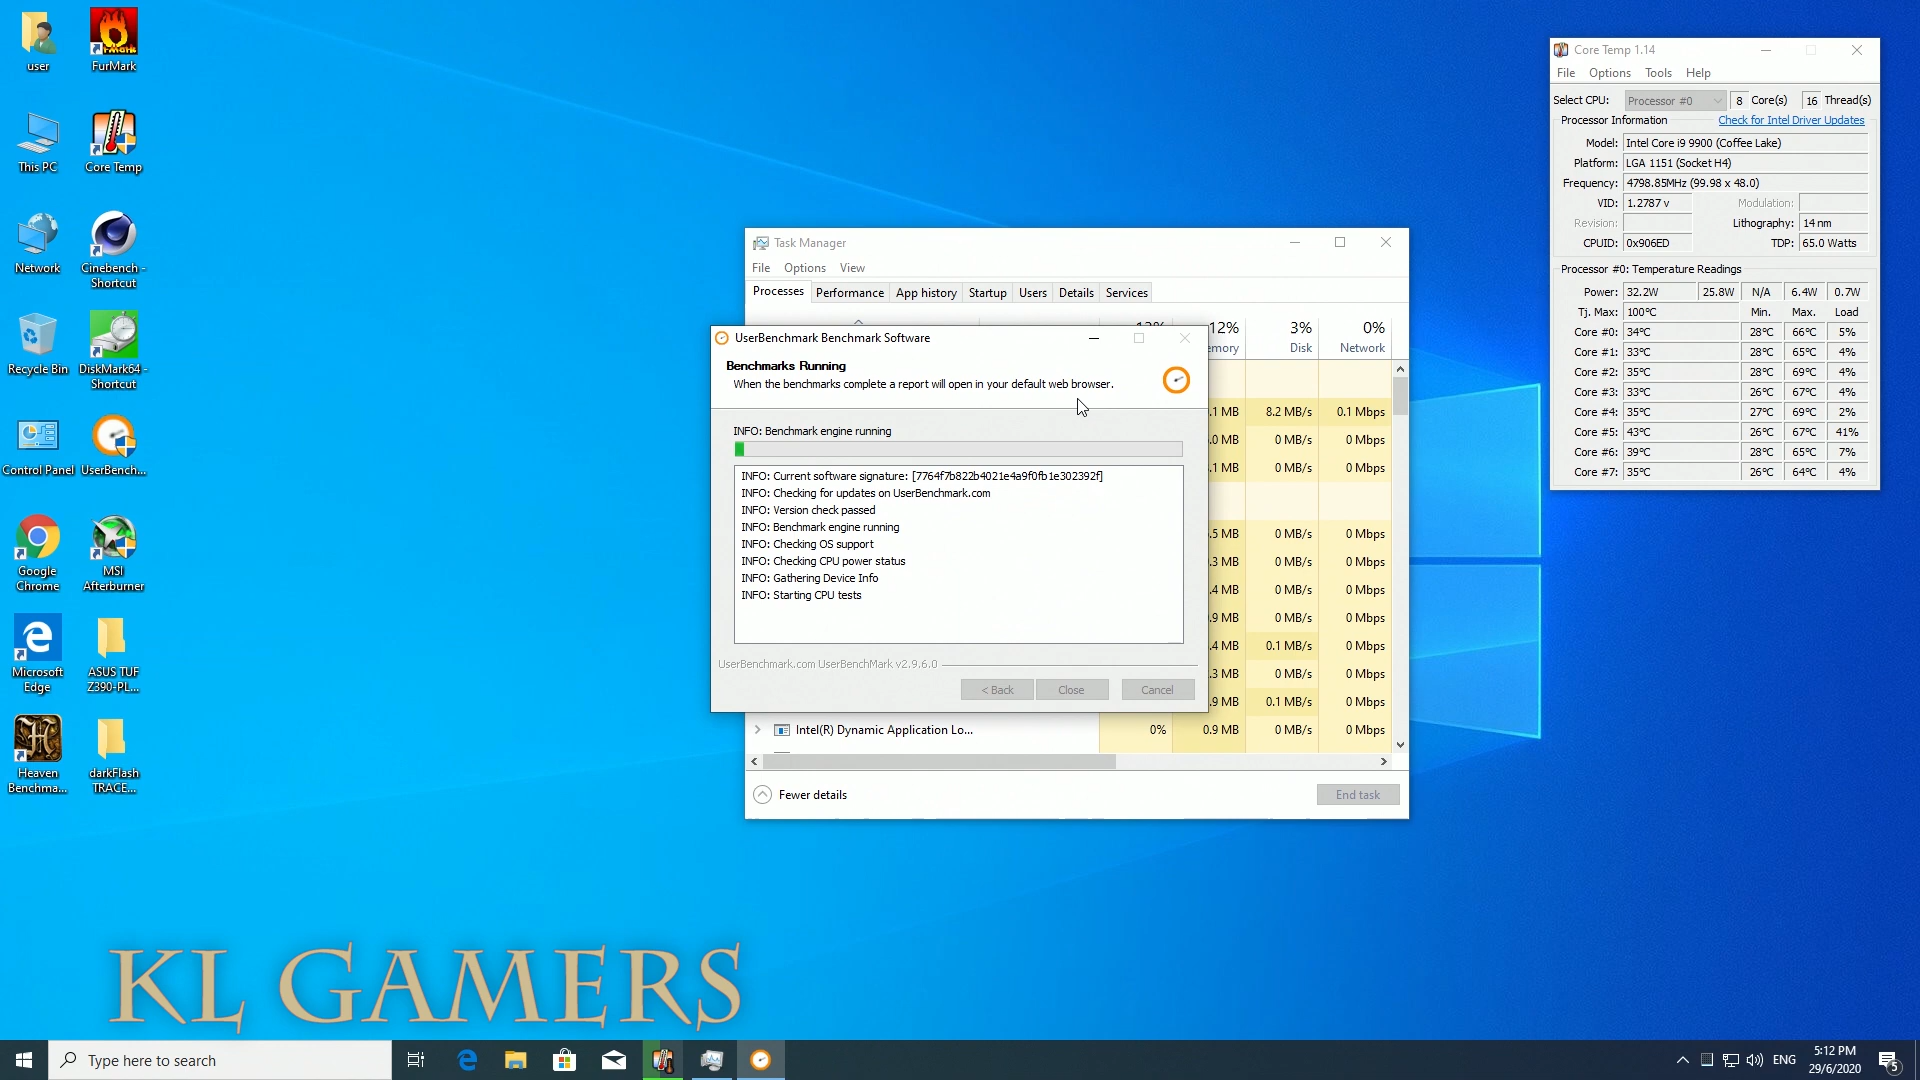 user
FurMark
This PC
Core Temp
Network
Cinebench -
Shortcut
Recycle Bin
DiskMark64 -
Shortcut
Control Panel
UserBench...
Google
Chrome
MSI
Afterburner
Microsoft
Edge
ASUS TUF
Z390-PL...
Heaven
Benchma...
darkFlash
TRACE...
KL GAMERS
Core Temp 1.14
File Options Tools Help
Select CPU: Processor #0 8 Core(s) 16 Thread(s)
Processor Information Check for Intel Driver Updates
Model: Intel Core i9 9900 (Coffee Lake)
Platform: LGA 1151 (Socket H4)
Frequency: 4798.85MHz (99.98 x 48.0)
VID: 1.2787 v Modulation:
Revision: Lithography: 14 nm
CPUID: 0x906ED TDP: 65.0 Watts
Processor #0: Temperature Readings
Power: 32.2W 25.8W N/A 6.4W 0.7W
Tj. Max: 100°C Min. Max. Load
Core #0: 34°C 28°C 66°C 5%
Core #1: 33°C 28°C 65°C 4%
Core #2: 35°C 28°C 69°C 4%
Core #3: 33°C 26°C 67°C 4%
Core #4: 35°C 27°C 69°C 2%
Core #5: 43°C 26°C 67°C 41%
Core #6: 39°C 28°C 65°C 7%
Core #7: 35°C 26°C 64°C 4%
Task Manager
File Options View
Processes Performance App history Startup Users Details Services
12% 3% 0%
emory Disk Network
.1 MB 8.2 MB/s 0.1 Mbps
.0 MB 0 MB/s 0 Mbps
.1 MB 0 MB/s 0 Mbps
.5 MB 0 MB/s 0 Mbps
.3 MB 0 MB/s 0 Mbps
.4 MB 0 MB/s 0 Mbps
.9 MB 0 MB/s 0 Mbps
.4 MB 0.1 MB/s 0 Mbps
.3 MB 0 MB/s 0 Mbps
.9 MB 0.1 MB/s 0 Mbps
Intel(R) Dynamic Application Lo... 0% 0.9 MB 0 MB/s 0 Mbps
Fewer details End task
UserBenchmark Benchmark Software
Benchmarks Running
When the benchmarks complete a report will open in your default web browser.
INFO: Benchmark engine running
INFO: Current software signature: [7764f7b822b4021e4a9f0fb1e302392f]
INFO: Checking for updates on UserBenchmark.com
INFO: Version check passed
INFO: Benchmark engine running
INFO: Checking OS support
INFO: Checking CPU power status
INFO: Gathering Device Info
INFO: Starting CPU tests
UserBenchmark.com UserBenchMark v2.9.6.0
< Back Close Cancel
Type here to search
ENG
5:12 PM
29/6/2020
5